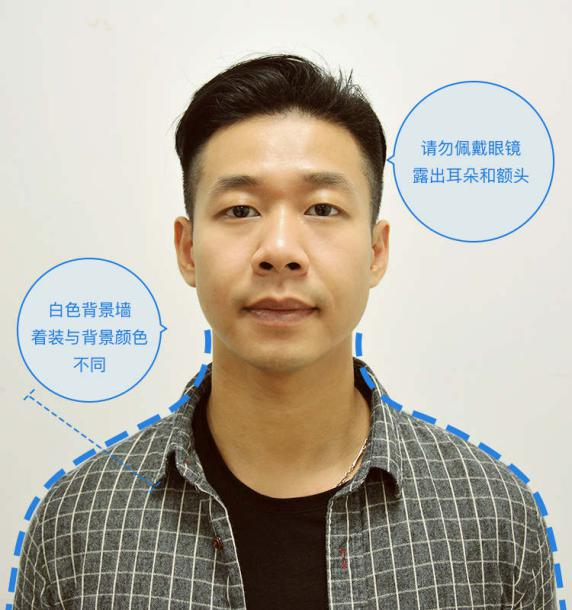 请勿佩戴眼镜
露出耳朵和额头
白色背景墙
着装与背景颜色
不同